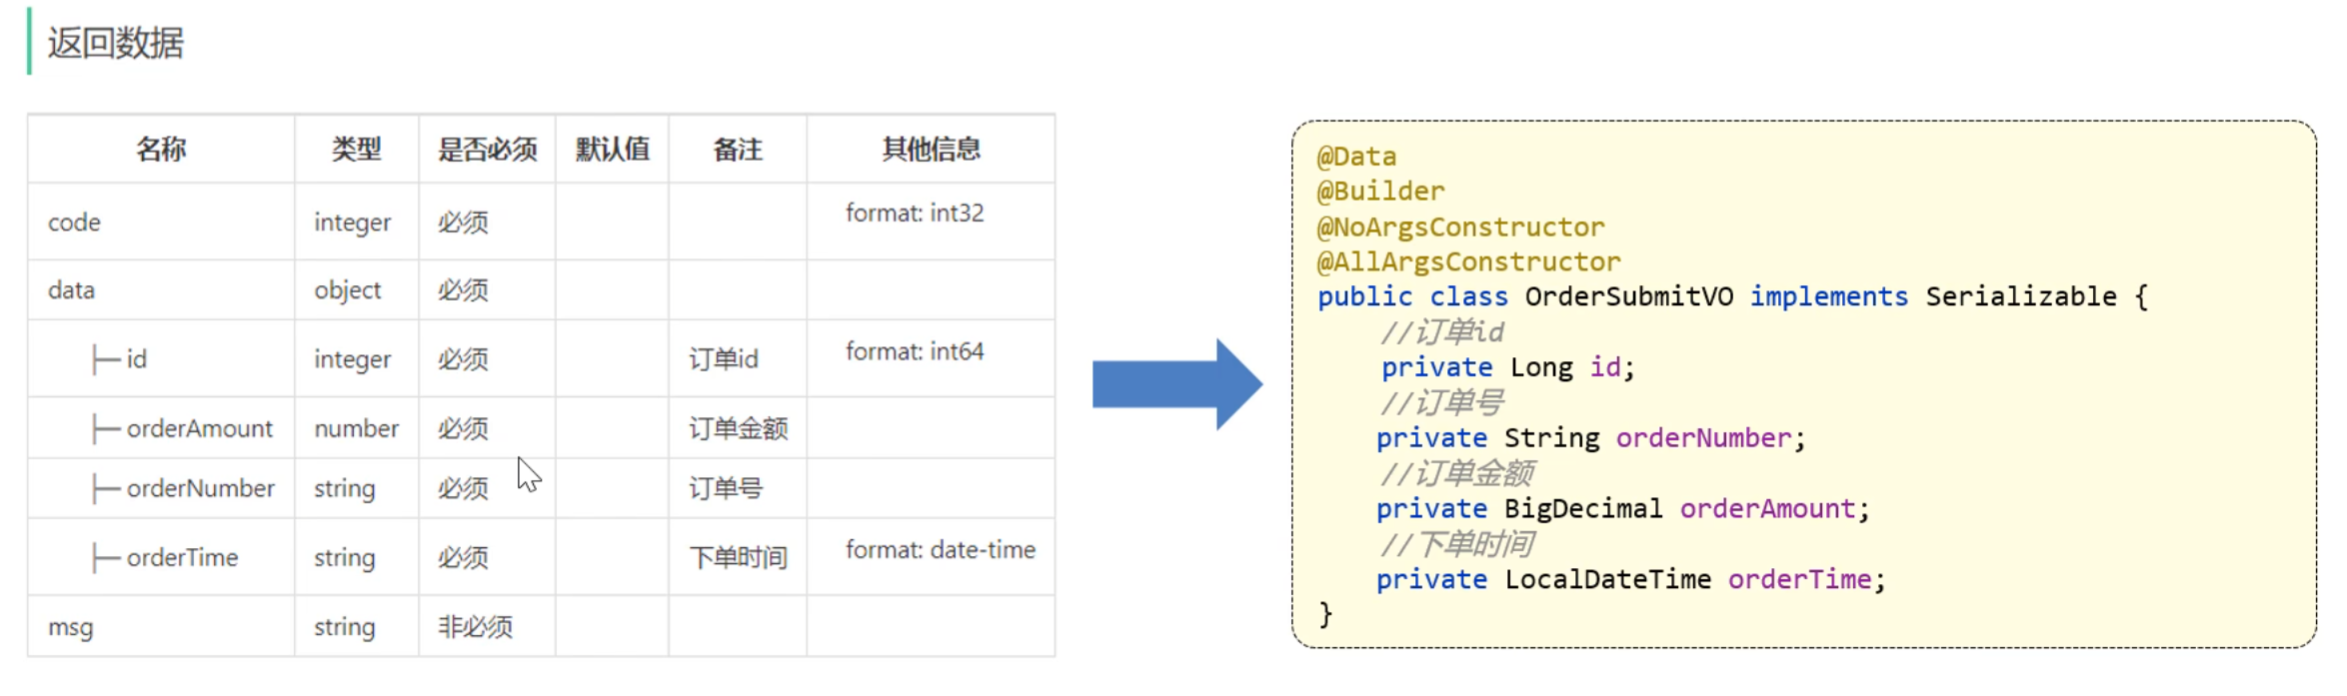 返回数据
名称 类型 是否必须 默认值 备注 其他信息
code integer 必须 format: int32
data object 必须
├─ id integer 必须 订单id format: int64
├─ orderAmount number 必须 订单金额
├─ orderNumber string 必须 订单号
├─ orderTime string 必须 下单时间 format: date-time
msg string 非必须
@Data
@Builder
@NoArgsConstructor
@AllArgsConstructor
public class OrderSubmitVO implements Serializable {
//订单id
private Long id;
//订单号
private String orderNumber;
//订单金额
private BigDecimal orderAmount;
//下单时间
private LocalDateTime orderTime;
}